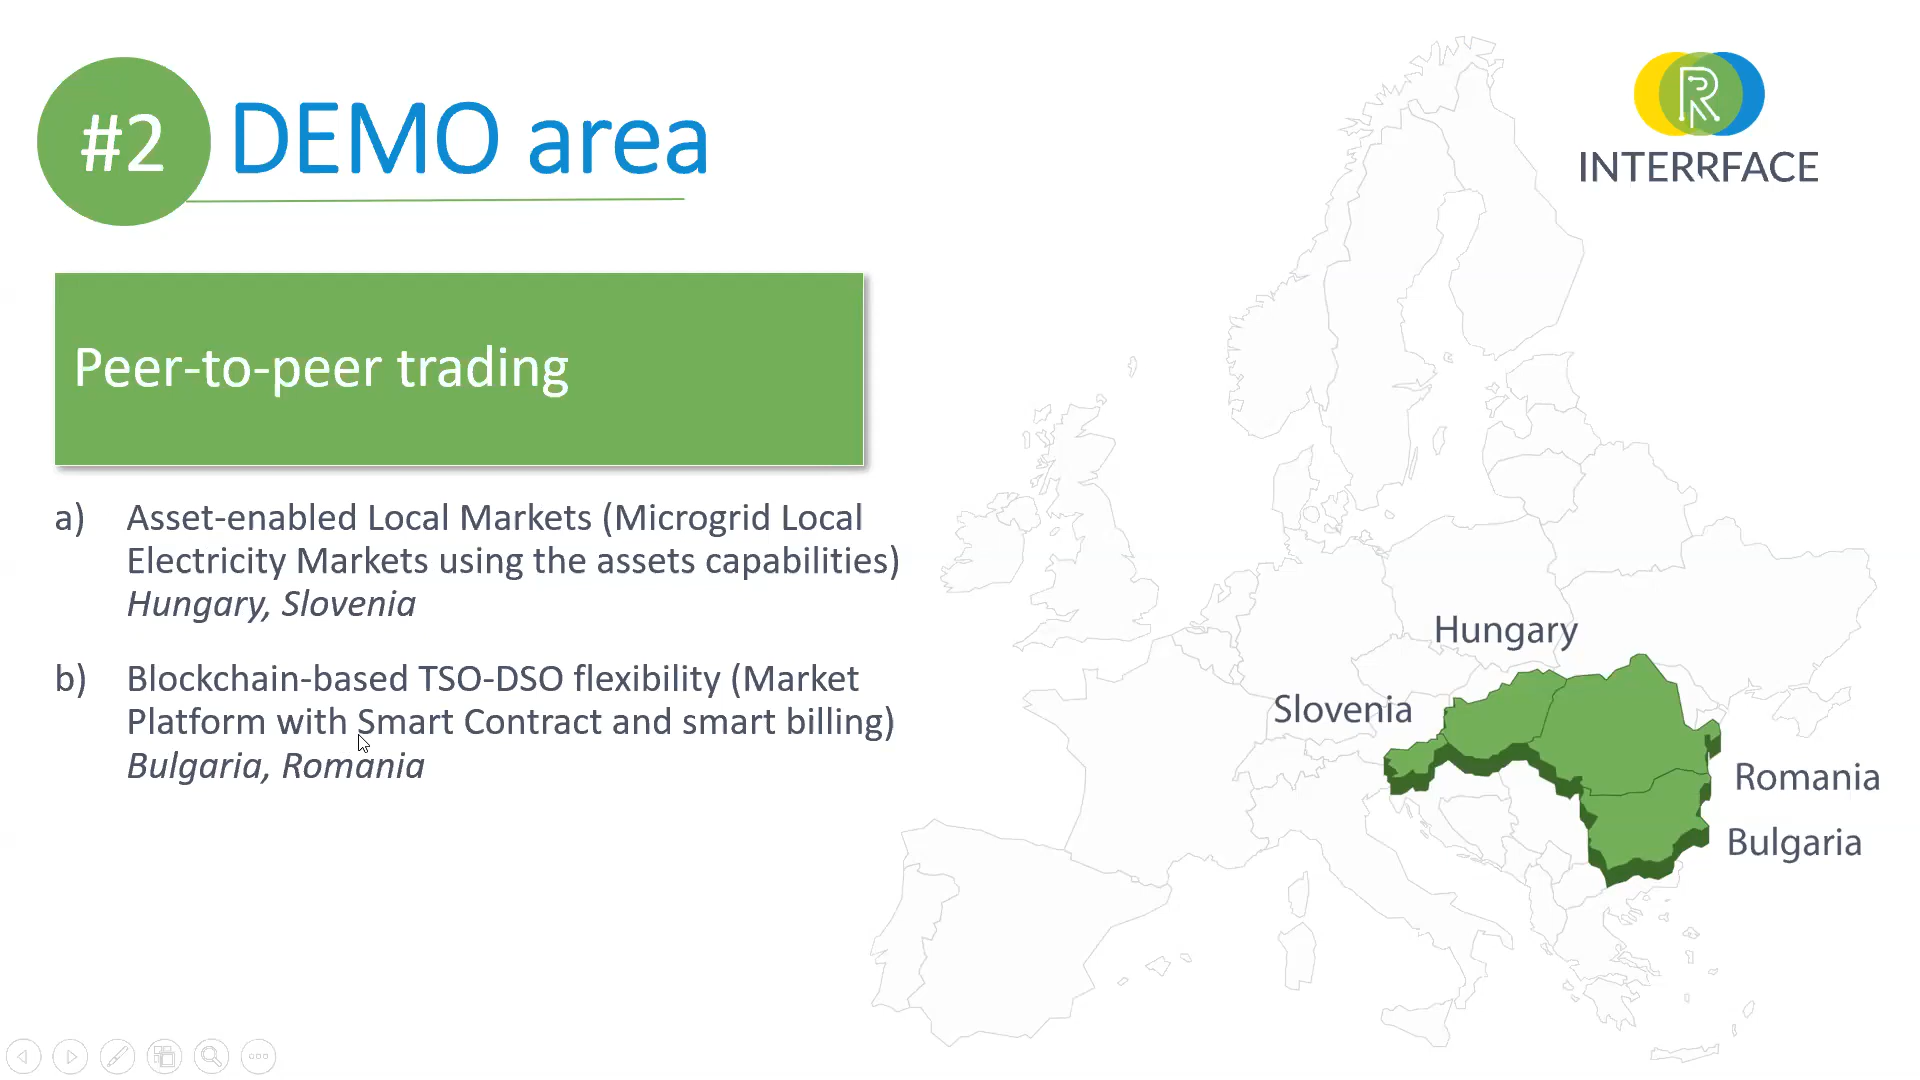 #2 DEMO area
INTERRFACE
Peer-to-peer trading
a) Asset-enabled Local Markets (Microgrid Local
Electricity Markets using the assets capabilities)
Hungary, Slovenia
b) Blockchain-based TSO-DSO flexibility (Market
Platform with Smart Contract and smart billing)
Bulgaria, Romania
Hungary
Slovenia
Romania
Bulgaria